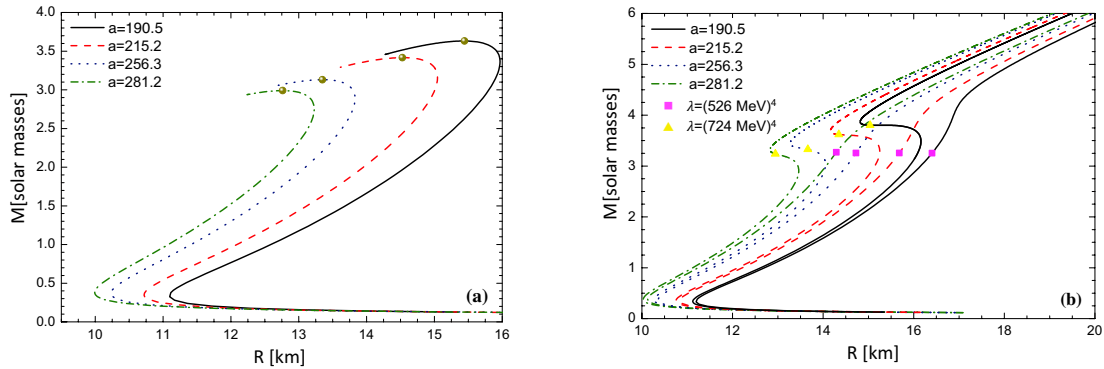 a=190.5
a=215.2
a=256.3
a=281.2
4.0
3.5
3.0
2.5
2.0
1.5
1.0
0.5
0.0
M[solar masses]
10 11 12 13 14 15 16
R [km]
(a)
a=190.5
a=215.2
a=256.3
a=281.2
λ=(526 MeV)⁴
λ=(724 MeV)⁴
6
5
4
3
2
1
0
M[solar masses]
10 12 14 16 18 20
R [km]
(b)